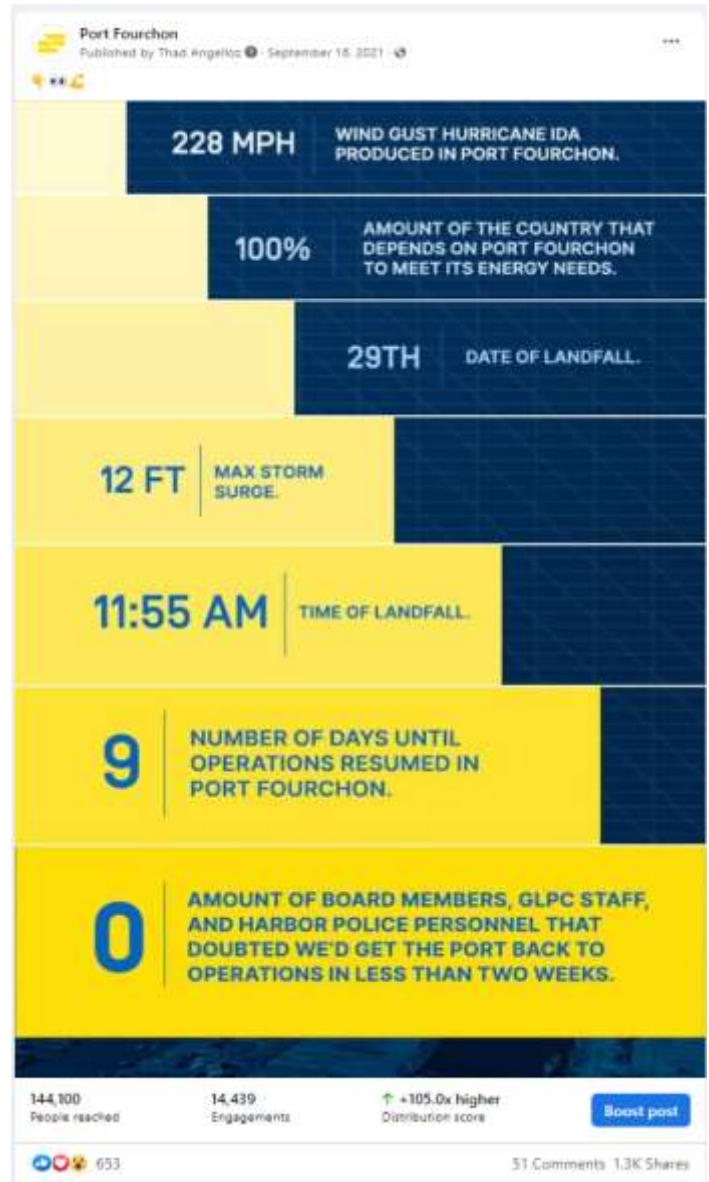 Port Fourchon
Published by Thad Angelloz · September 18, 2021 ·
228 MPH
WIND GUST HURRICANE IDA
PRODUCED IN PORT FOURCHON.
100%
AMOUNT OF THE COUNTRY THAT
DEPENDS ON PORT FOURCHON
TO MEET ITS ENERGY NEEDS.
29TH
DATE OF LANDFALL.
12 FT
MAX STORM
SURGE.
11:55 AM
TIME OF LANDFALL.
9
NUMBER OF DAYS UNTIL
OPERATIONS RESUMED IN
PORT FOURCHON.
0
AMOUNT OF BOARD MEMBERS, GLPC STAFF,
AND HARBOR POLICE PERSONNEL THAT
DOUBTED WE'D GET THE PORT BACK TO
OPERATIONS IN LESS THAN TWO WEEKS.
144,100
People reached
14,439
Engagements
+105.0x higher
Distribution score
Boost post
653
51 Comments 1.3K Shares